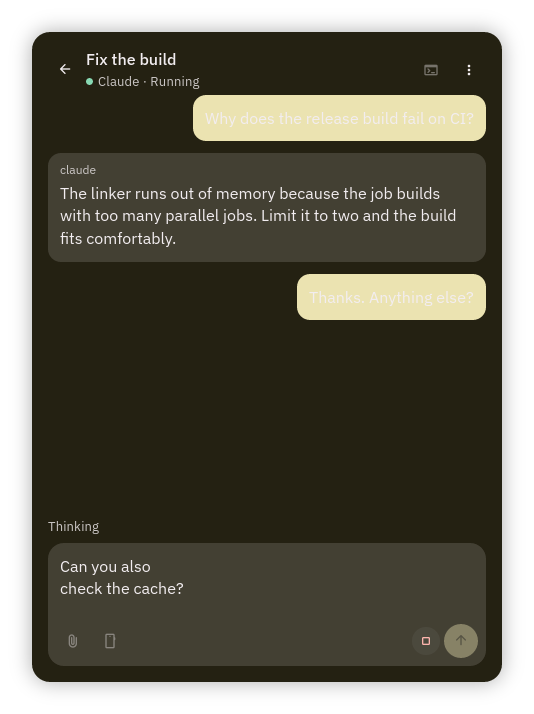 Fix the build
Claude · Running
Why does the release build fail on CI?
claude
The linker runs out of memory because the job builds
with too many parallel jobs. Limit it to two and the build
fits comfortably.
Thanks. Anything else?
Thinking
Can you also
check the cache?